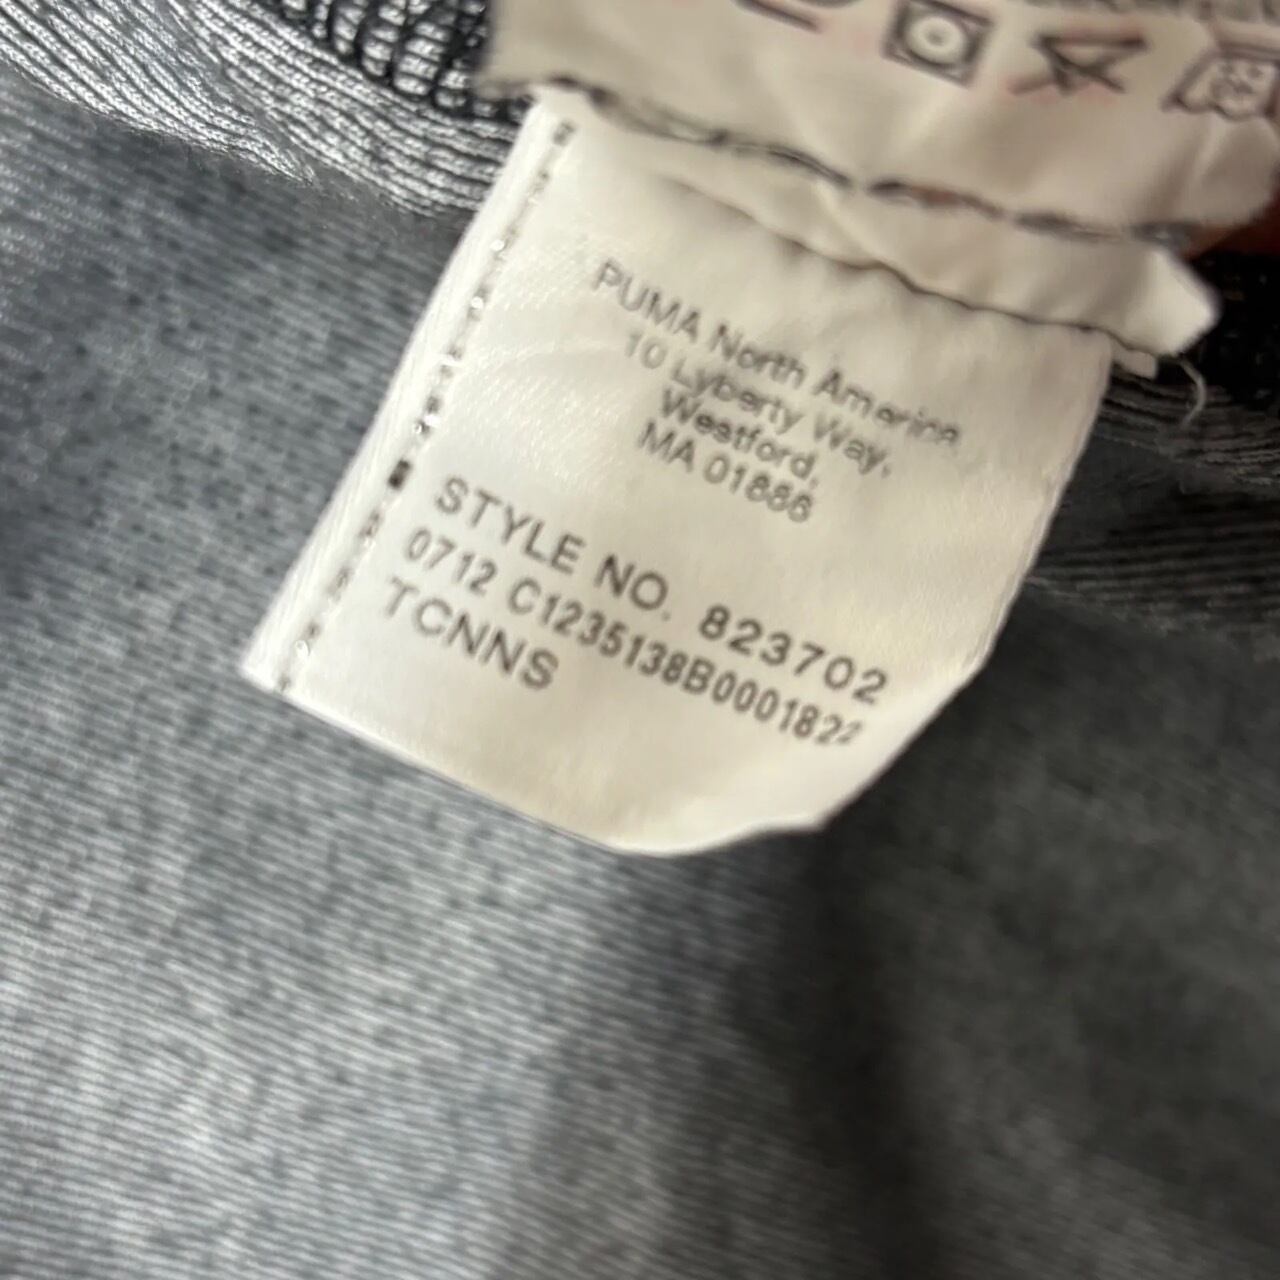 PUMA North America
10 Lyberty Way,
Westford,
MA 01886
STYLE NO. 823702
0712 C1235138B0001822
TCNNS